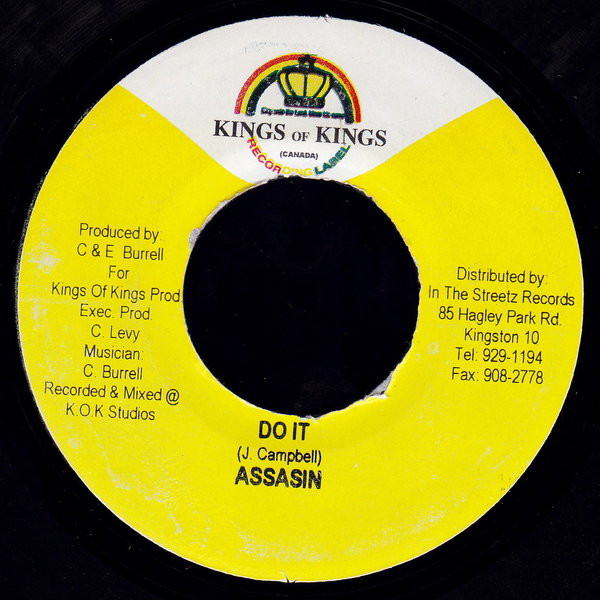 KINGS OF KINGS
(CANADA)
RECORDING LABEL
Produced by:
C & E Burrell
For
Kings Of Kings Prod.
Exec. Prod.
C. Levy
Musician:
C. Burrell
Recorded & Mixed @
K.O.K Studios
Distributed by:
In The Streetz Records
85 Hagley Park Rd.
Kingston 10
Tel: 929-1194
Fax: 908-2778
DO IT
(J. Campbell)
ASSASIN